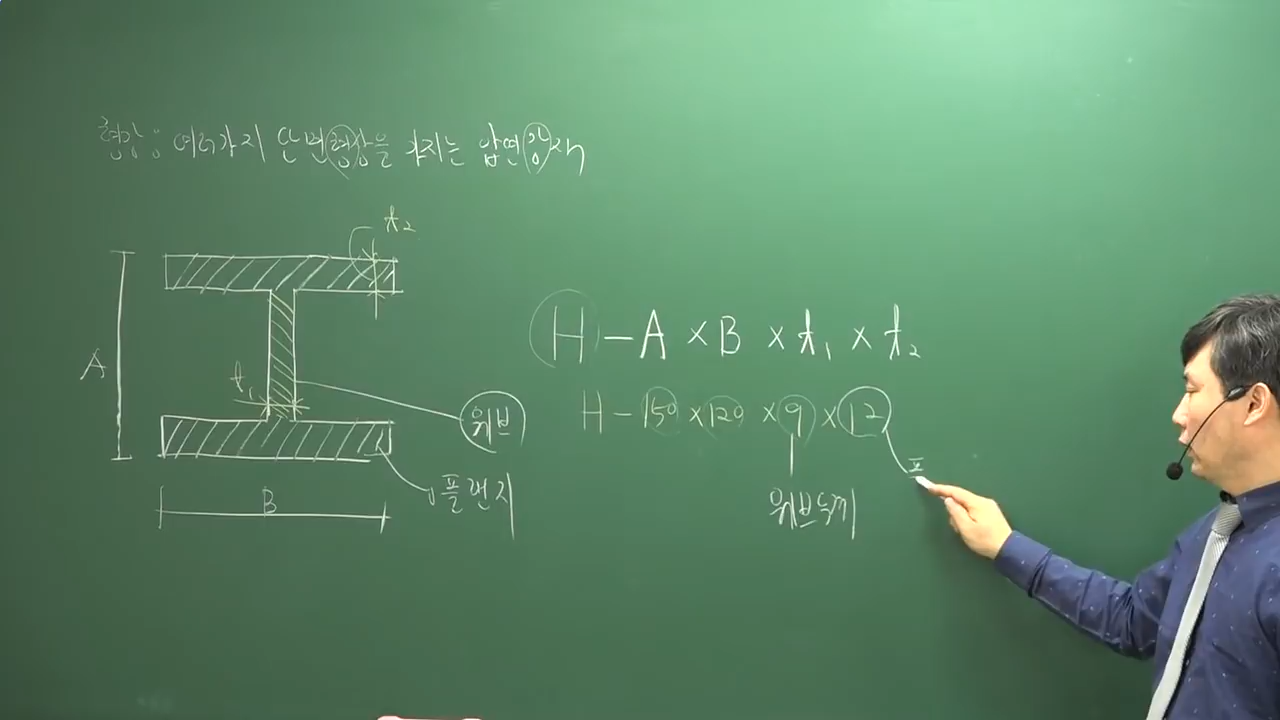 형강 : 여러가지 단면형상을 가지는 압연강재
t₂
A
t₁
웨브
플랜지
B
H - A × B × t₁ × t₂
H - 150 × 120 × 9 × 12
웨브두께
프